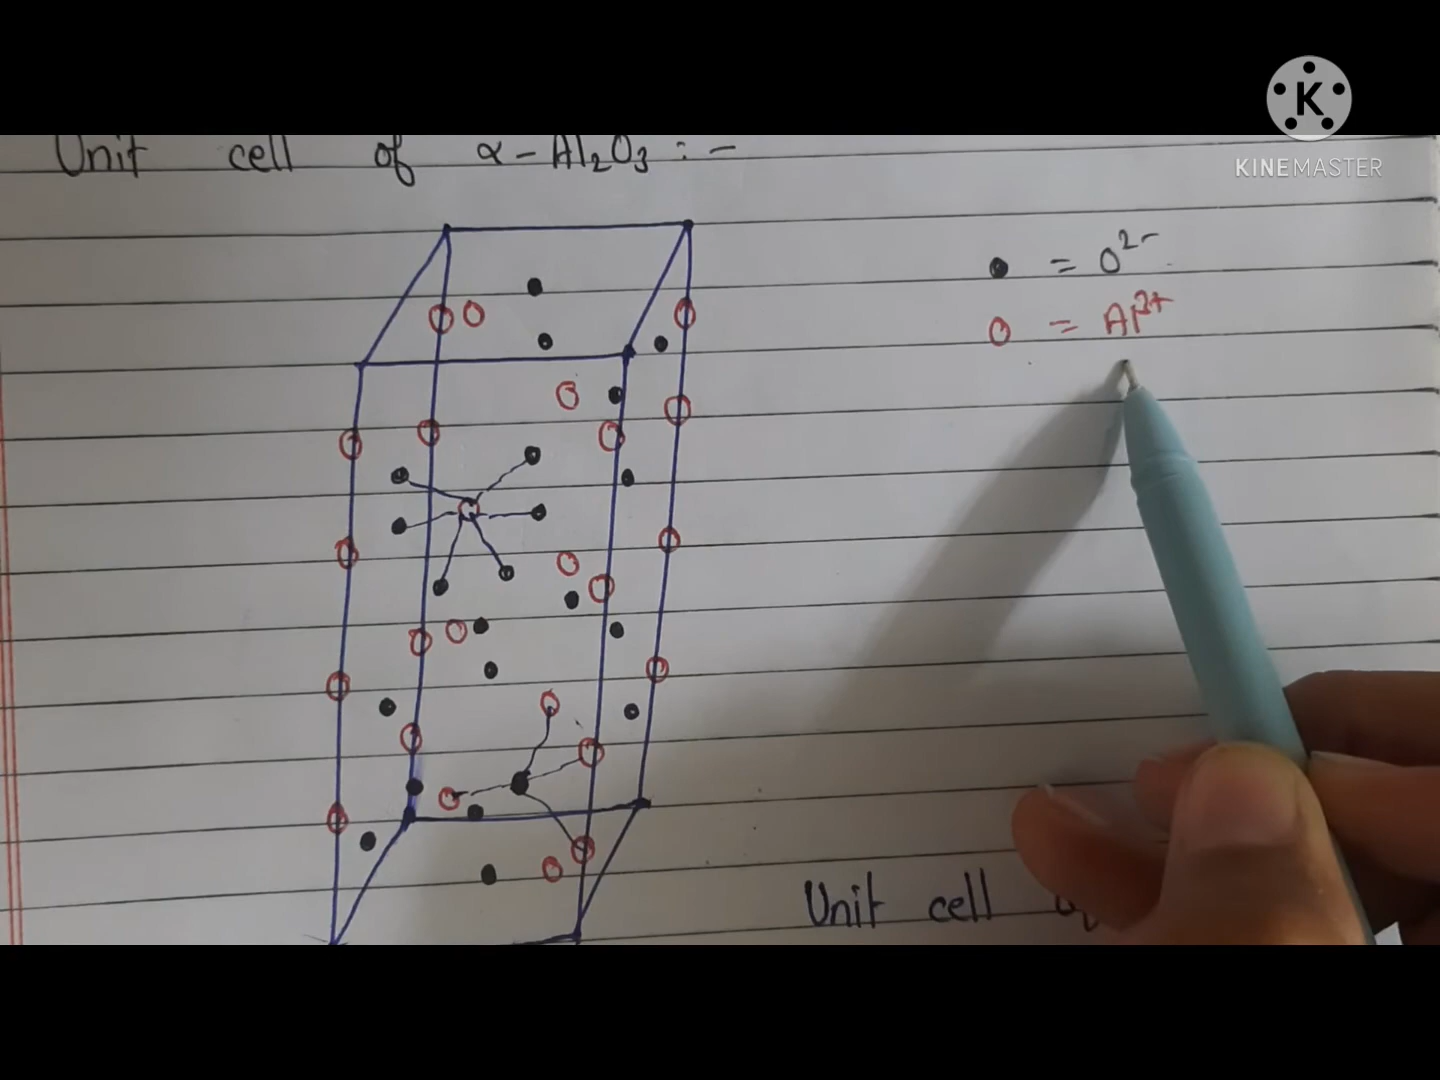 K
KINEMASTER
Unit cell of α-Al2O3 :-
= O2-
= Al3+
Unit cell